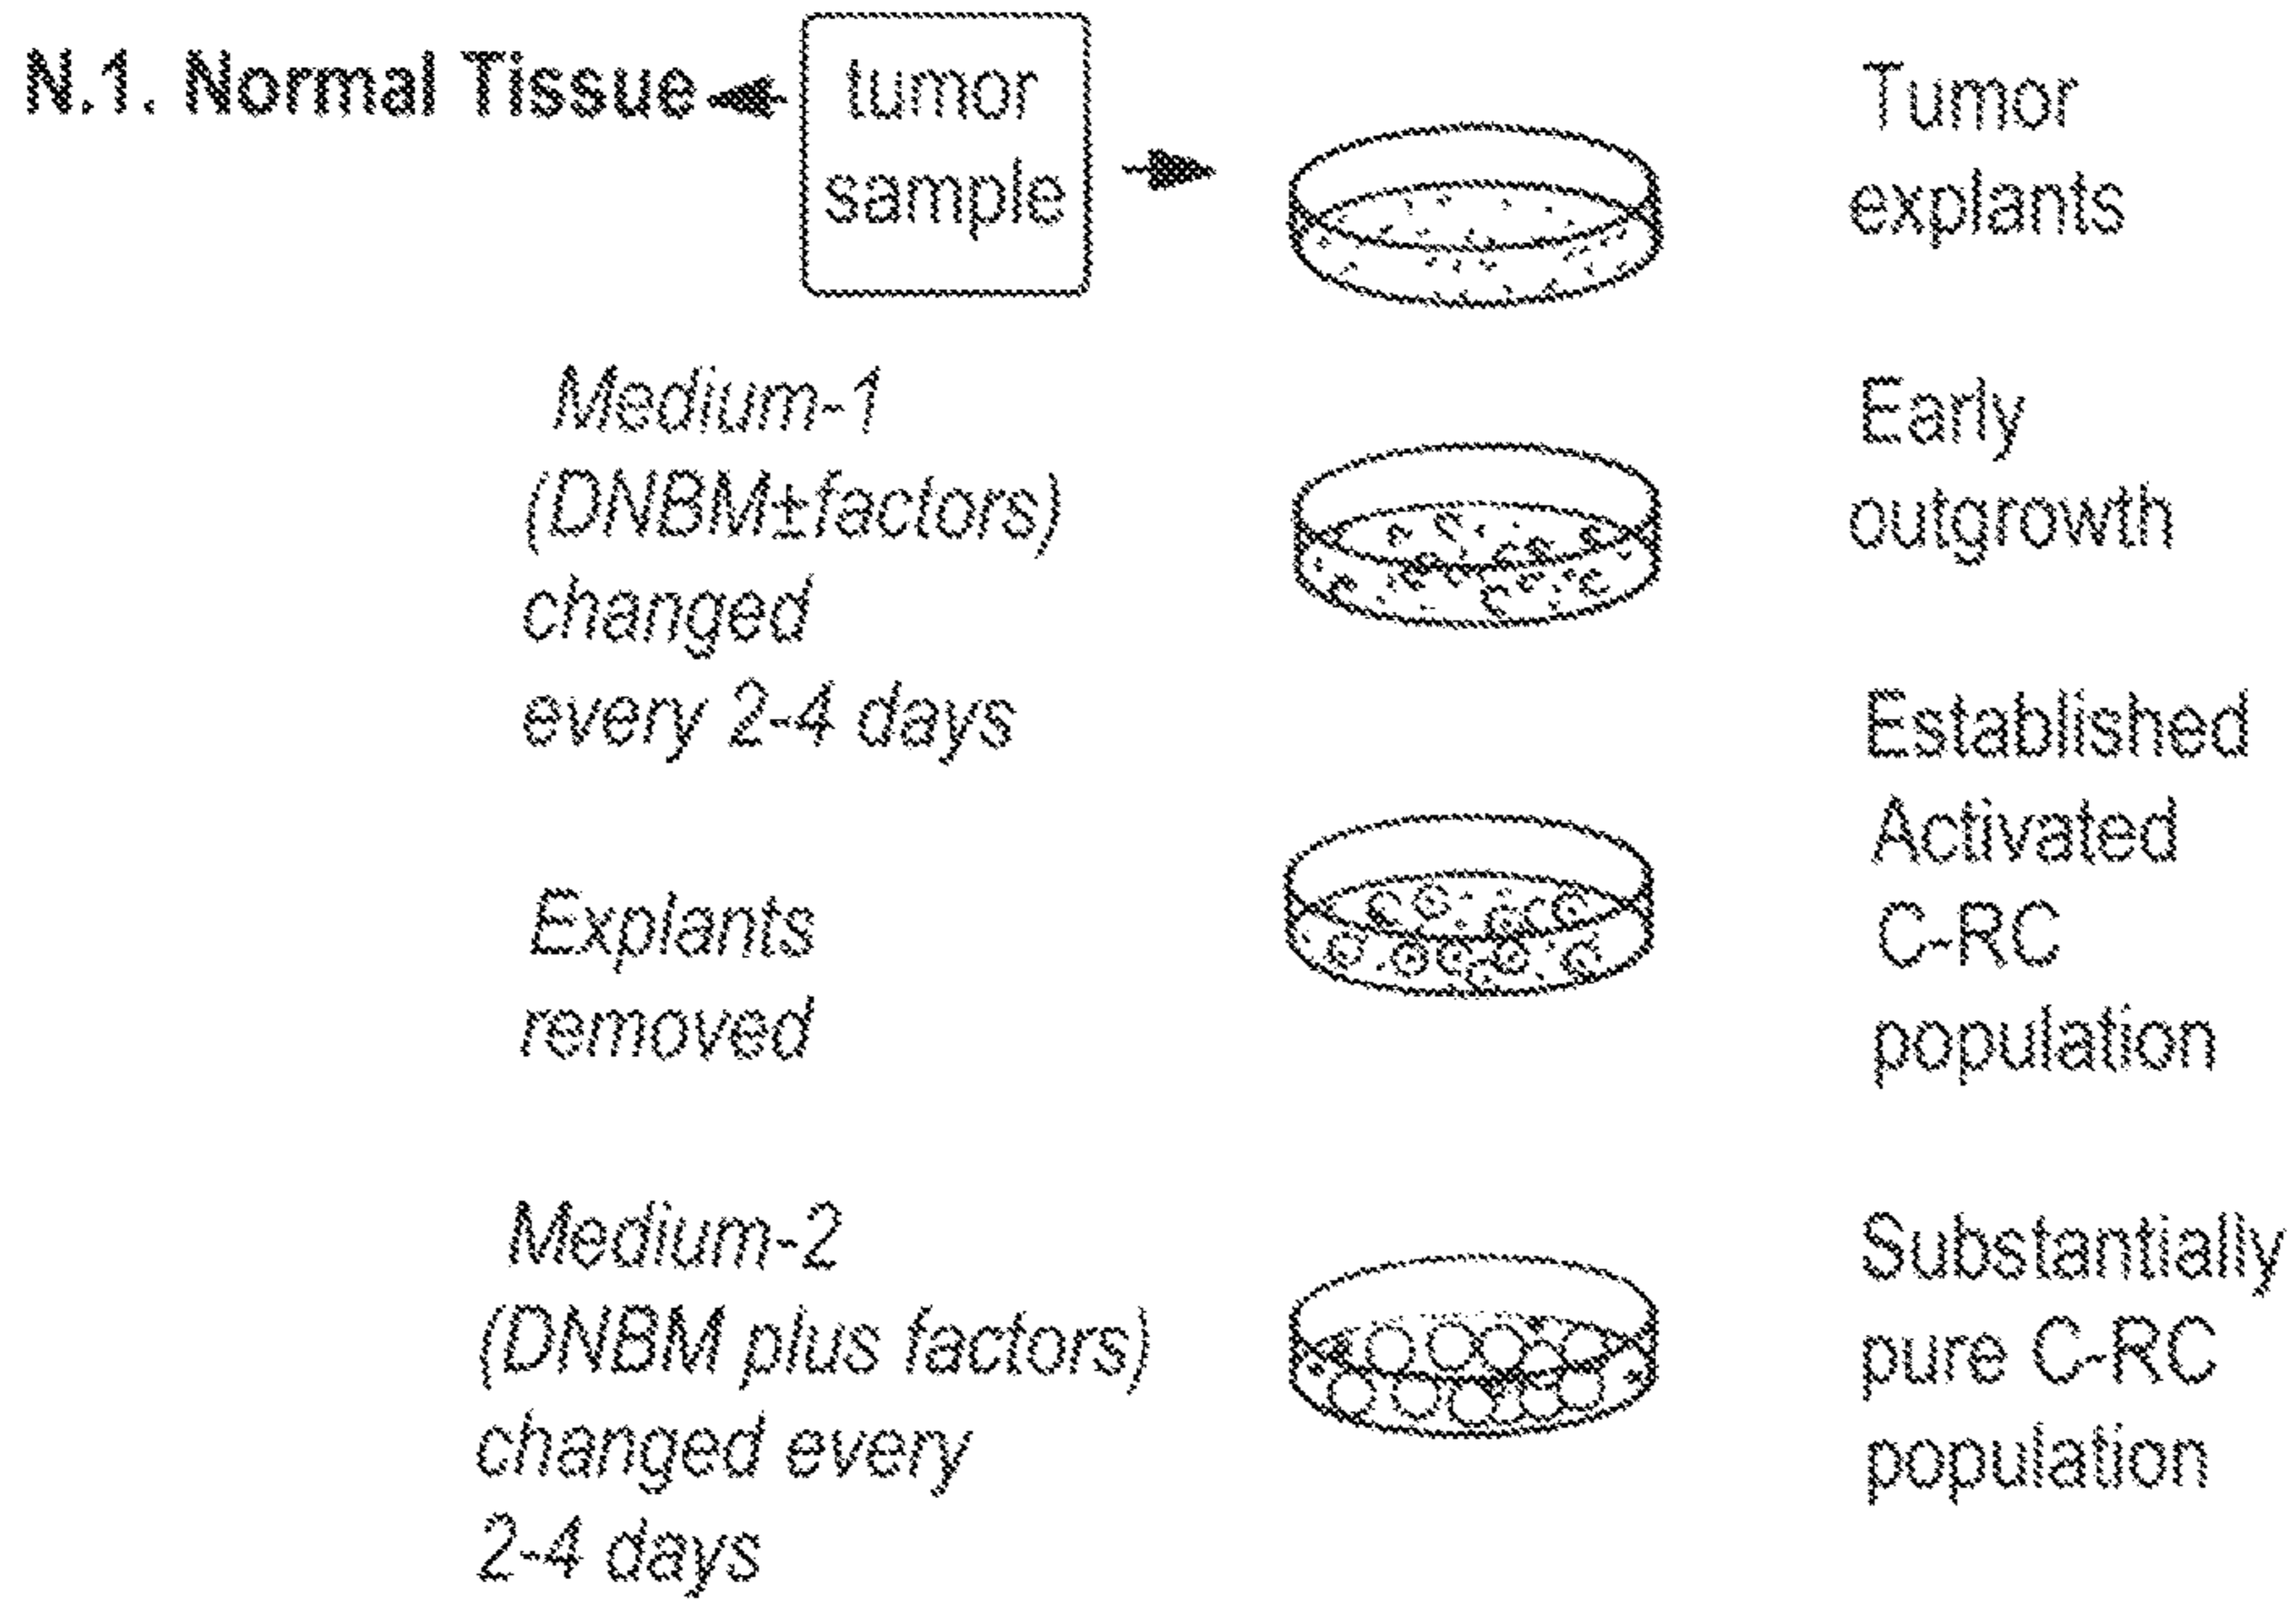 N.1. Normal Tissue
tumor
sample
Tumor
explants
Medium-1
(DNBM±factors)
changed
every 2-4 days
Early
outgrowth
Explants
removed
Established
Activated
C-RC
population
Medium-2
(DNBM plus factors)
changed every
2-4 days
Substantially
pure C-RC
population